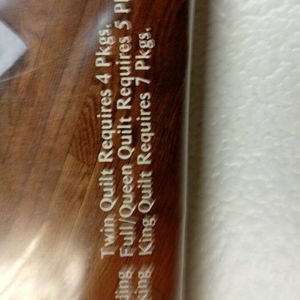 Twin Quilt Requires 4 Pkgs.
Full/Queen Quilt Requires 5
King Quilt Requires 7 Pkgs.